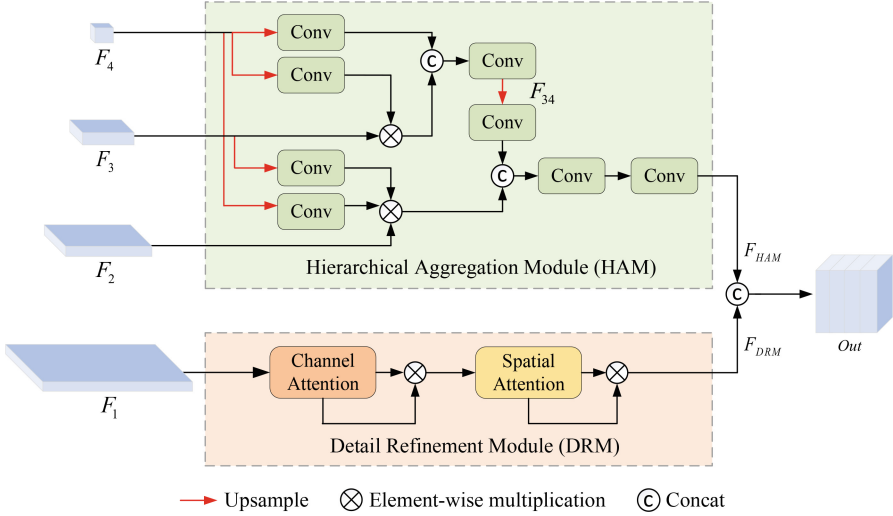 F4
Conv
Conv
C
Conv
F34
Conv
F3
Conv
Conv
C
Conv
Conv
F2
Hierarchical Aggregation Module (HAM)
FHAM
C
Out
FDRM
F1
Channel
Attention
Spatial
Attention
Detail Refinement Module (DRM)
Upsample
Element-wise multiplication
C Concat